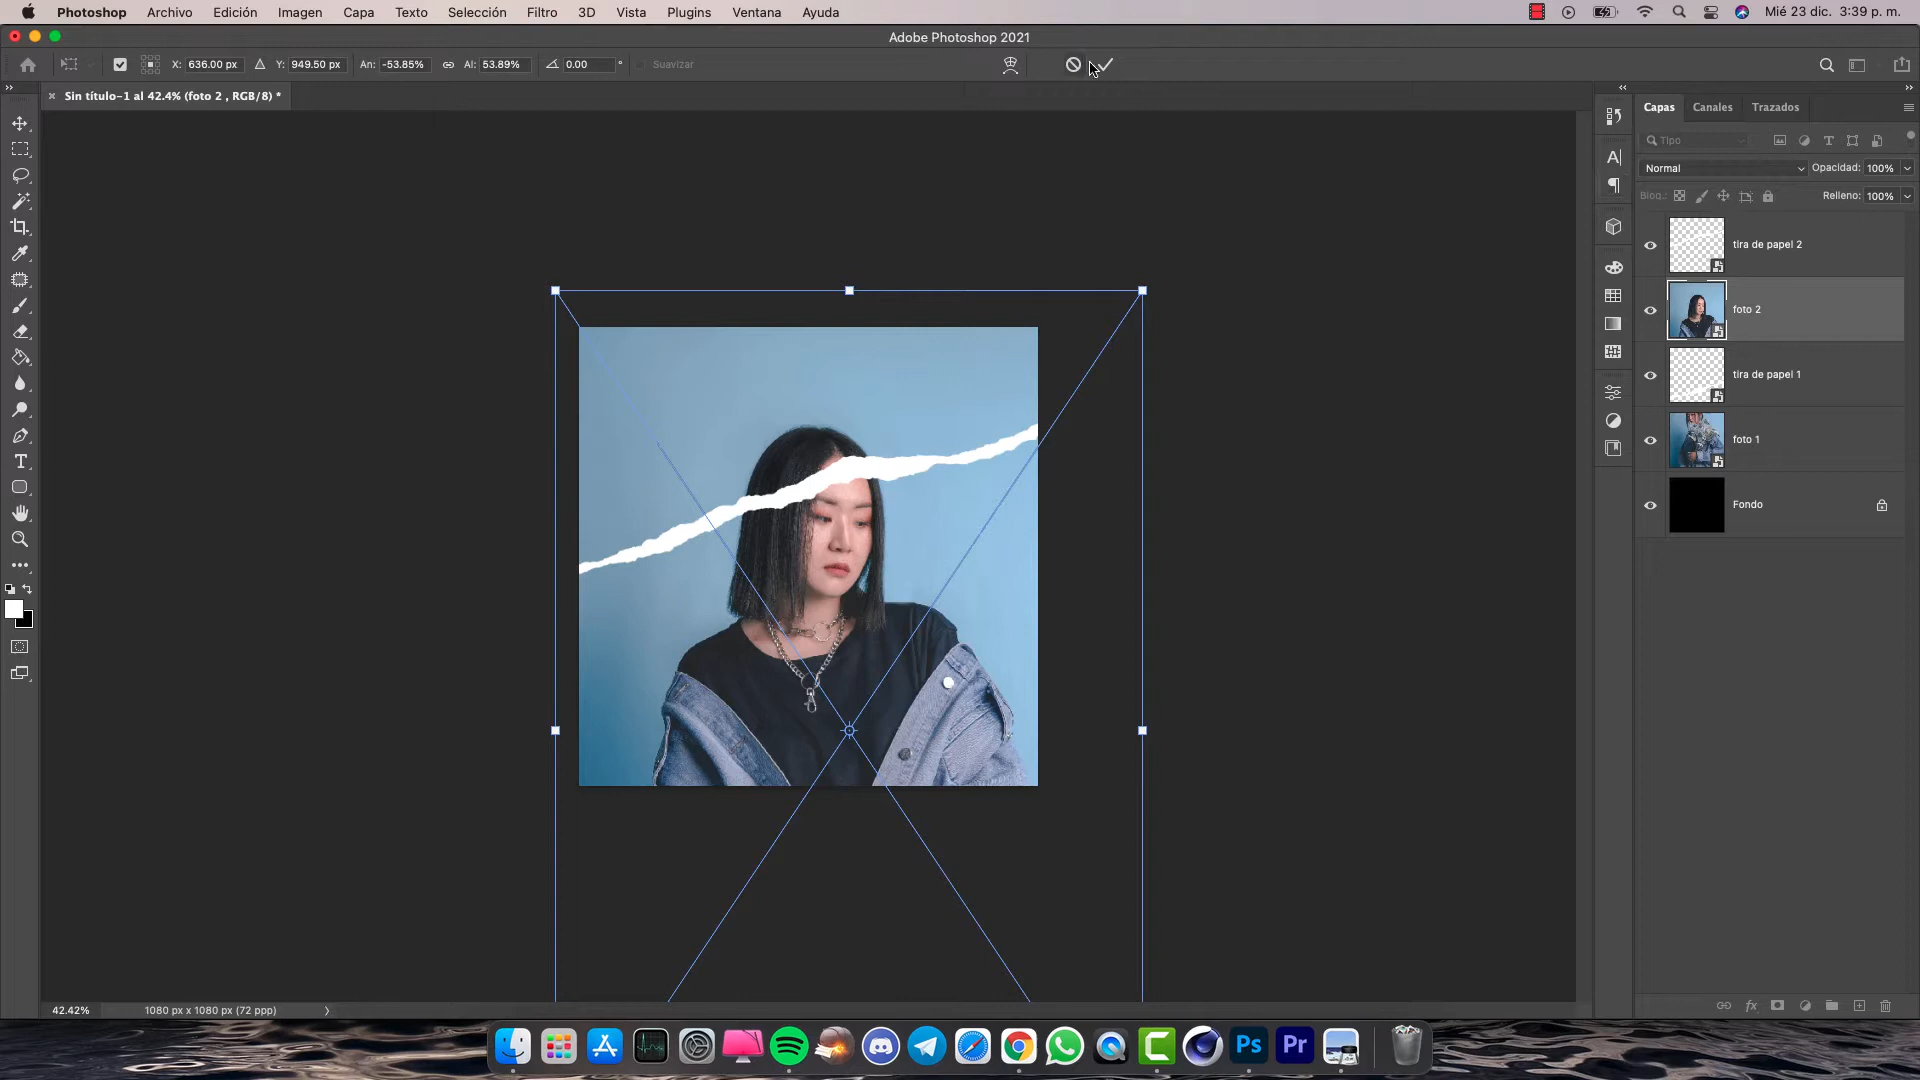 Photoshop Archivo Edición Imagen Capa Texto Selección Filtro 3D Vista Plugins Ventana Ayuda Mié 23 dic. 3:39 p. m.
Adobe Photoshop 2021
X: 636.00 px Y: 949.50 px An: -53.85% Al: 53.89% 0.00 ° Suavizar
Sin título-1 al 42.4% (foto 2 , RGB/8) *
Capas Canales Trazados
Tipo
Normal Opacidad: 100%
Bloq.: Relleno: 100%
tira de papel 2
foto 2
tira de papel 1
foto 1
Fondo
fx
42.42% 1080 px x 1080 px (72 ppp)
Ps Pr